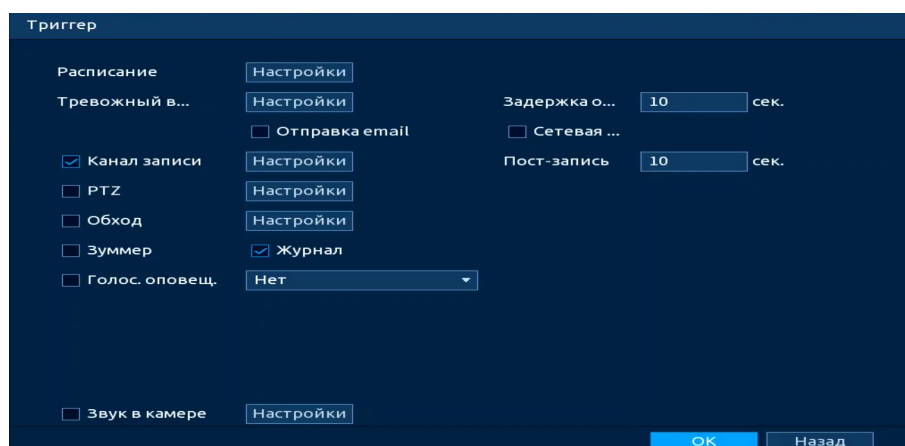 Триггер
Расписание Настройки
Тревожный в... Настройки Задержка о... 10 сек.
Отправка email Сетевая ...
Канал записи Настройки Пост-запись 10 сек.
PTZ Настройки
Обход Настройки
Зуммер Журнал
Голос. оповещ. Нет
Звук в камере Настройки
OK Назад